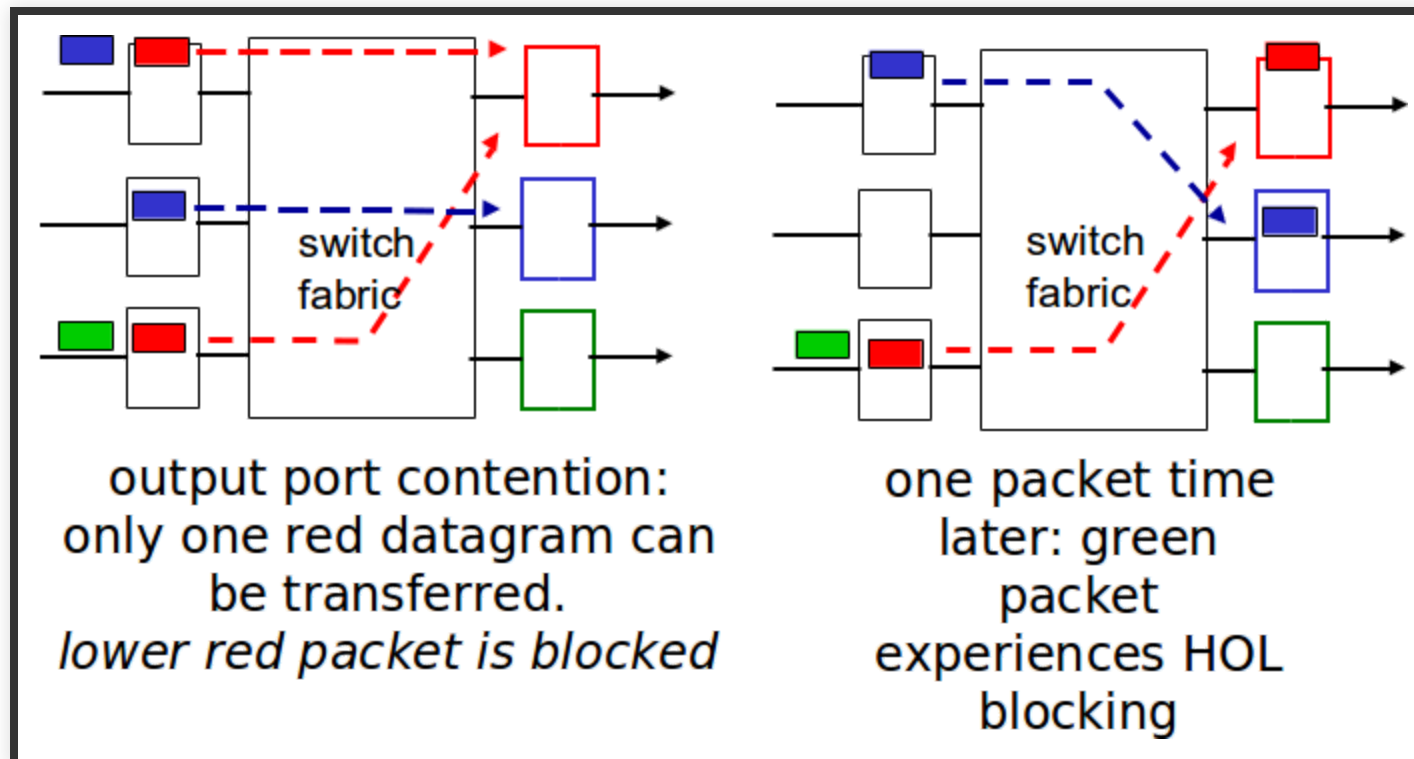 switch
fabric
output port contention:
only one red datagram can
be transferred.
lower red packet is blocked
switch
fabric
one packet time
later: green
packet
experiences HOL
blocking